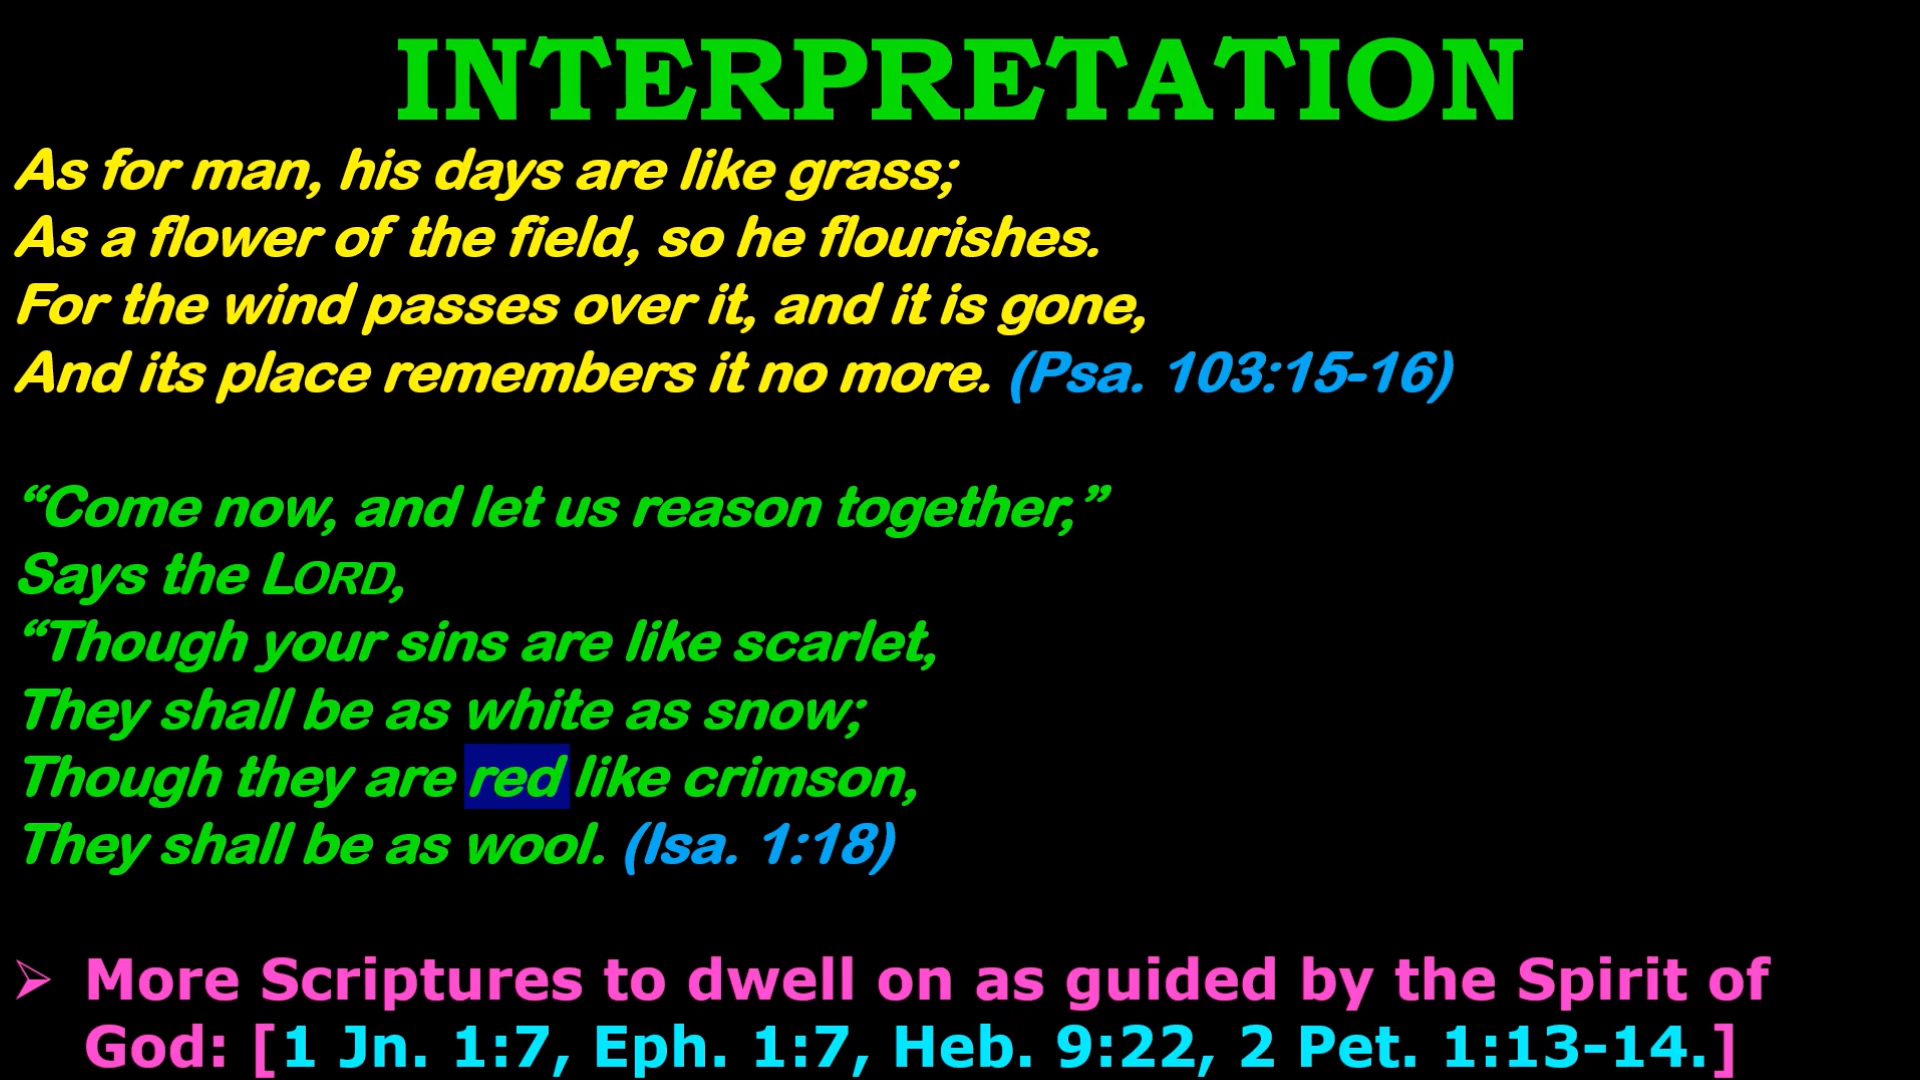 INTERPRETATION
As for man, his days are like grass;
As a flower of the field, so he flourishes.
For the wind passes over it, and it is gone,
And its place remembers it no more. (Psa. 103:15-16)
“Come now, and let us reason together,”
Says the LORD,
“Though your sins are like scarlet,
They shall be as white as snow;
Though they are red like crimson,
They shall be as wool. (Isa. 1:18)
➢ More Scriptures to dwell on as guided by the Spirit of
God: [1 Jn. 1:7, Eph. 1:7, Heb. 9:22, 2 Pet. 1:13-14.]